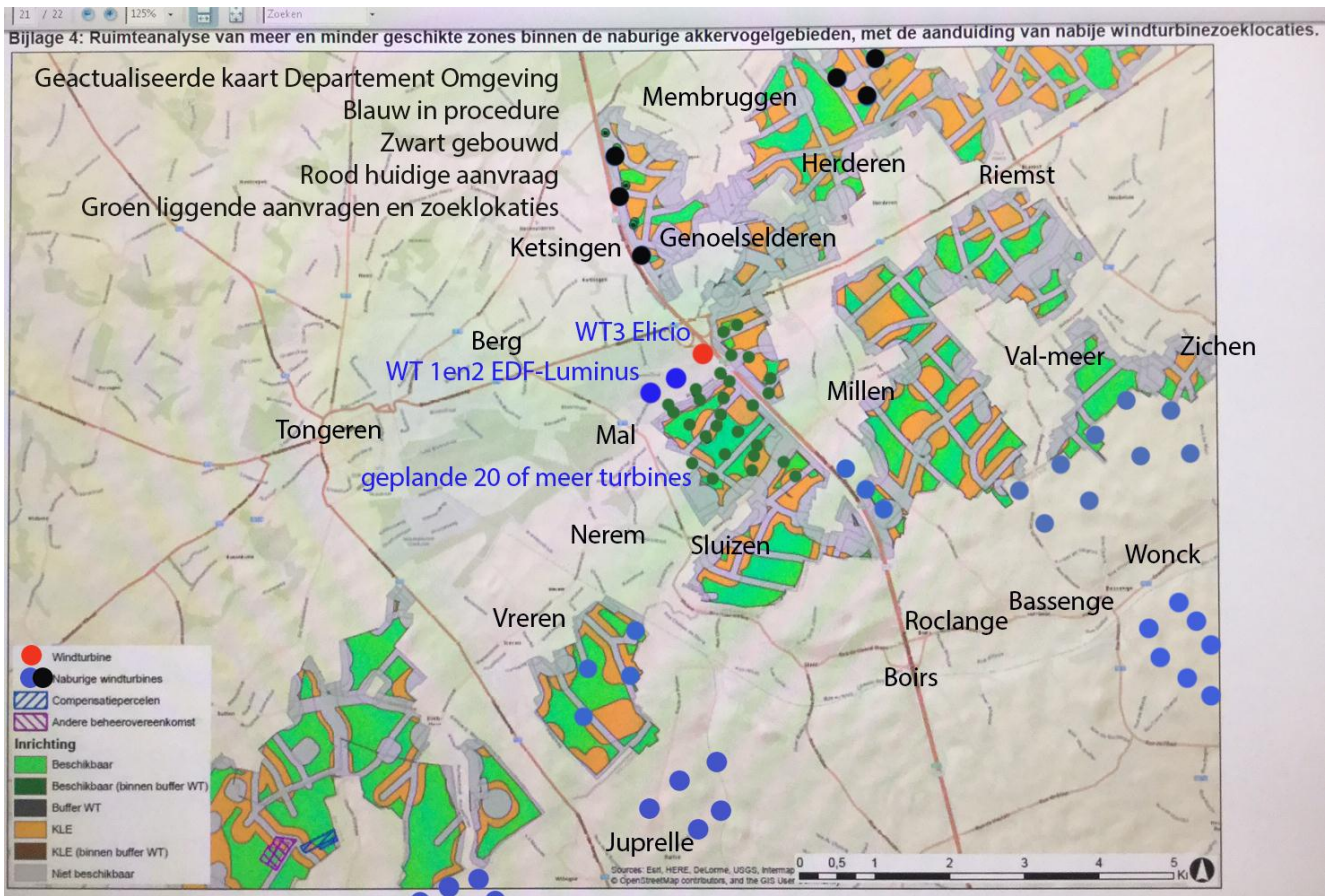 21 / 22
125%
Zoeken
Bijlage 4: Ruimteanalyse van meer en minder geschikte zones binnen de naburige akkervogelgebieden, met de aanduiding van nabije windturbinezoeklocaties.
Geactualiseerde kaart Departement Omgeving
Blauw in procedure
Zwart gebouwd
Rood huidige aanvraag
Groen liggende aanvragen en zoeklokaties
Membruggen
Herderen
Riemst
Ketsingen
Genoelselderen
WT3 Elicio
Berg
WT 1en2 EDF-Luminus
Val-meer
Zichen
Millen
Tongeren
Mal
geplande 20 of meer turbines
Nerem
Sluizen
Wonck
Vreren
Bassenge
Roclange
Boirs
Juprelle
Windturbine
Naburige windturbines
Compensatiepercelen
Andere beheerovereenkomst
Inrichting
Beschikbaar
Beschikbaar (binnen buffer WT)
Buffer WT
KLE
KLE (binnen buffer WT)
Niet beschikbaar
0 0,5 1 2 3 4 5
Sources: Esri, HERE, DeLorme, USGS, Intermap
© OpenStreetMap contributors, and the GIS User